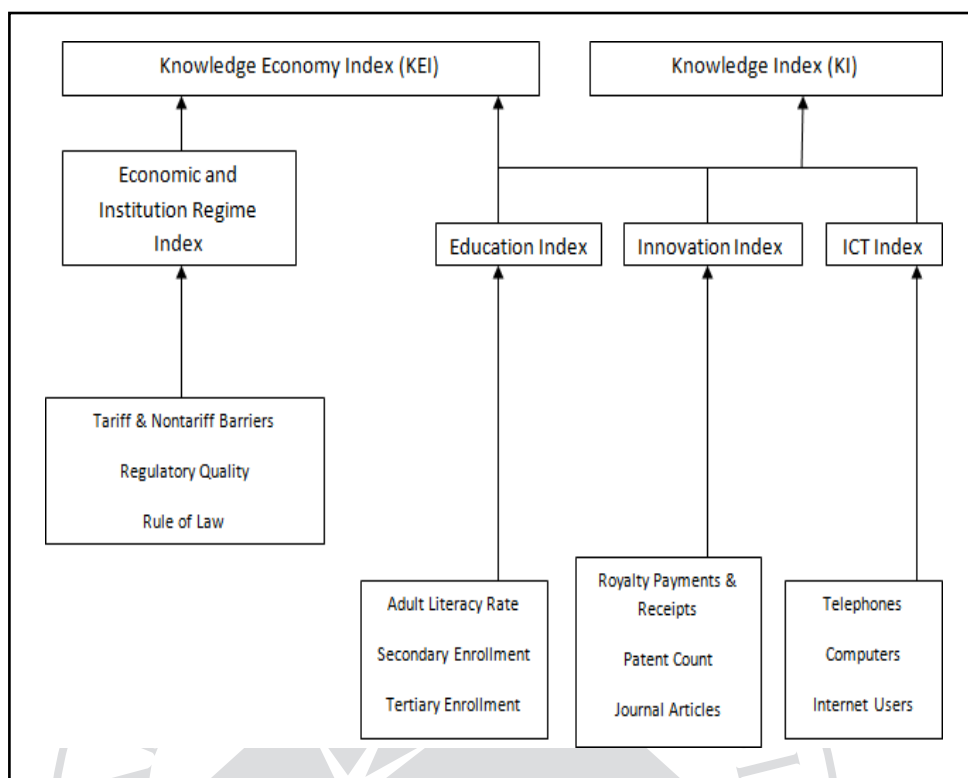 Knowledge Economy Index (KEI)
Knowledge Index (KI)
Economic and
Institution Regime
Index
Education Index
Innovation Index
ICT Index
Tariff & Nontariff Barriers
Regulatory Quality
Rule of Law
Adult Literacy Rate
Secondary Enrollment
Tertiary Enrollment
Royalty Payments &
Receipts
Patent Count
Journal Articles
Telephones
Computers
Internet Users